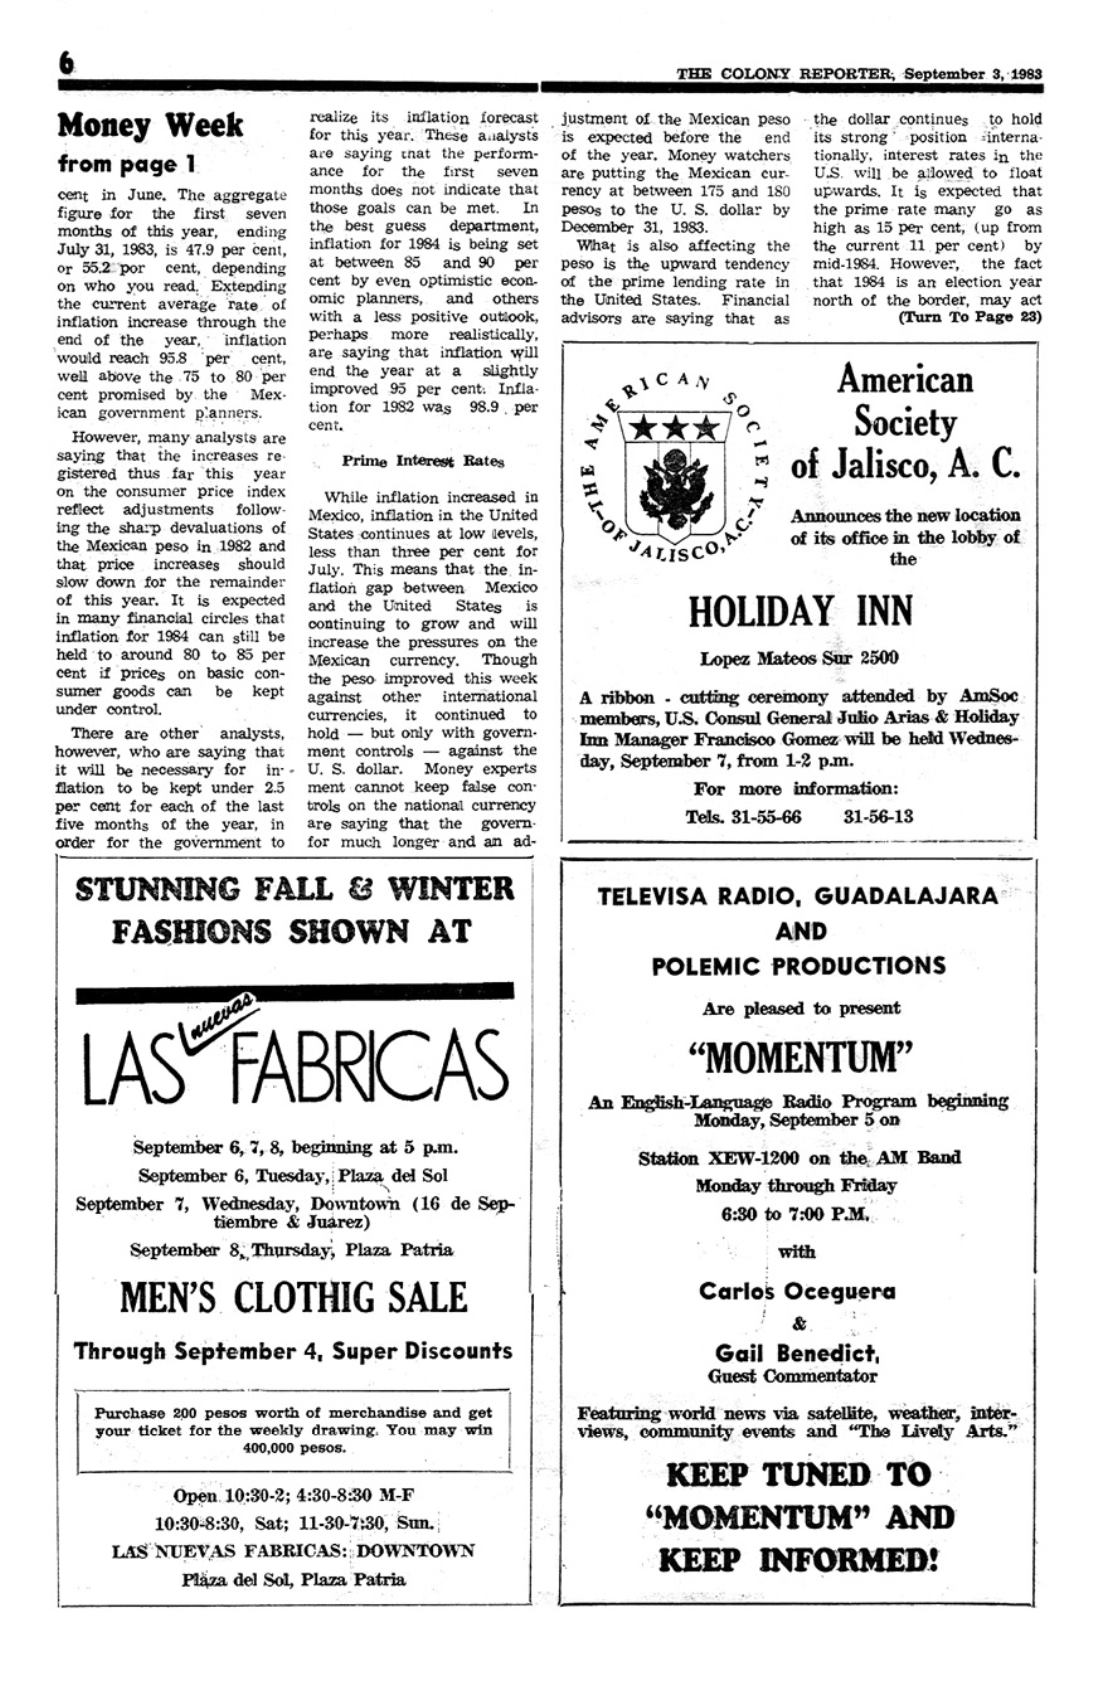 6
THE COLONY REPORTER, September 3, 1983
Money Week
from page 1
cent in June. The aggregate
figure for the first seven
months of this year, ending
July 31, 1983, is 47.9 per cent,
or 55.2 por cent, depending
on who you read. Extending
the current average rate of
inflation increase through the
end of the year, inflation
would reach 95.8 per cent,
well above the 75 to 80 per
cent promised by the Mex-
ican government planners.
However, many analysts are
saying that the increases re-
gistered thus far this year
on the consumer price index
reflect adjustments follow-
ing the sharp devaluations of
the Mexican peso in 1982 and
that price increases should
slow down for the remainder
of this year. It is expected
in many financial circles that
inflation for 1984 can still be
held to around 80 to 85 per
cent if prices on basic con-
sumer goods can be kept
under control.
There are other analysts,
however, who are saying that
it will be necessary for in-
flation to be kept under 2.5
per cent for each of the last
five months of the year, in
order for the government to
realize its inflation forecast
for this year. These analysts
are saying that the perform-
ance for the first seven
months does not indicate that
those goals can be met. In
the best guess department,
inflation for 1984 is being set
at between 85 and 90 per
cent by even optimistic econ-
omic planners, and others
with a less positive outlook,
perhaps more realistically,
are saying that inflation will
end the year at a slightly
improved 95 per cent. Infla-
tion for 1982 was 98.9 per
cent.
Prime Interest Rates
While inflation increased in
Mexico, inflation in the United
States continues at low levels,
less than three per cent for
July. This means that the in-
flation gap between Mexico
and the United States is
continuing to grow and will
increase the pressures on the
Mexican currency. Though
the peso improved this week
against other international
currencies, it continued to
hold — but only with govern-
ment controls — against the
U. S. dollar. Money experts
ment cannot keep false con-
trols on the national currency
are saying that the govern-
for much longer and an ad-
justment of the Mexican peso
is expected before the end
of the year. Money watchers
are putting the Mexican cur-
rency at between 175 and 180
pesos to the U. S. dollar by
December 31, 1983.
What is also affecting the
peso is the upward tendency
of the prime lending rate in
the United States. Financial
advisors are saying that as
the dollar continues to hold
its strong position interna-
tionally, interest rates in the
U.S. will be allowed to float
upwards. It is expected that
the prime rate many go as
high as 15 per cent, (up from
the current 11 per cent) by
mid-1984. However, the fact
that 1984 is an election year
north of the border, may act
(Turn To Page 23)
THE AMERICAN SOCIETY
OF JALISCO, A.C.
American
Society
of Jalisco, A. C.
Announces the new location
of its office in the lobby of
the
HOLIDAY INN
Lopez Mateos Sur 2500
A ribbon - cutting ceremony attended by AmSoc
members, U.S. Consul General Julio Arias & Holiday
Inn Manager Francisco Gomez will be held Wednes-
day, September 7, from 1-2 p.m.
For more information:
Tels. 31-55-66 31-56-13
STUNNING FALL & WINTER
FASHIONS SHOWN AT
LAS nuevas FABRICAS
September 6, 7, 8, beginning at 5 p.m.
September 6, Tuesday, Plaza del Sol
September 7, Wednesday, Downtown (16 de Sep-
tiembre & Juarez)
September 8, Thursday, Plaza Patria
MEN'S CLOTHIG SALE
Through September 4, Super Discounts
Purchase 200 pesos worth of merchandise and get
your ticket for the weekly drawing. You may win
400,000 pesos.
Open 10:30-2; 4:30-8:30 M-F
10:30-8:30, Sat; 11-30-7:30, Sun.
LAS NUEVAS FABRICAS: DOWNTOWN
Plaza del Sol, Plaza Patria
TELEVISA RADIO, GUADALAJARA
AND
POLEMIC PRODUCTIONS
Are pleased to present
“MOMENTUM”
An English-Language Radio Program beginning
Monday, September 5 on
Station XEW-1200 on the AM Band
Monday through Friday
6:30 to 7:00 P.M.
with
Carlos Oceguera
&
Gail Benedict,
Guest Commentator
Featuring world news via satellite, weather, inter-
views, community events and “The Lively Arts.”
KEEP TUNED TO
“MOMENTUM” AND
KEEP INFORMED!